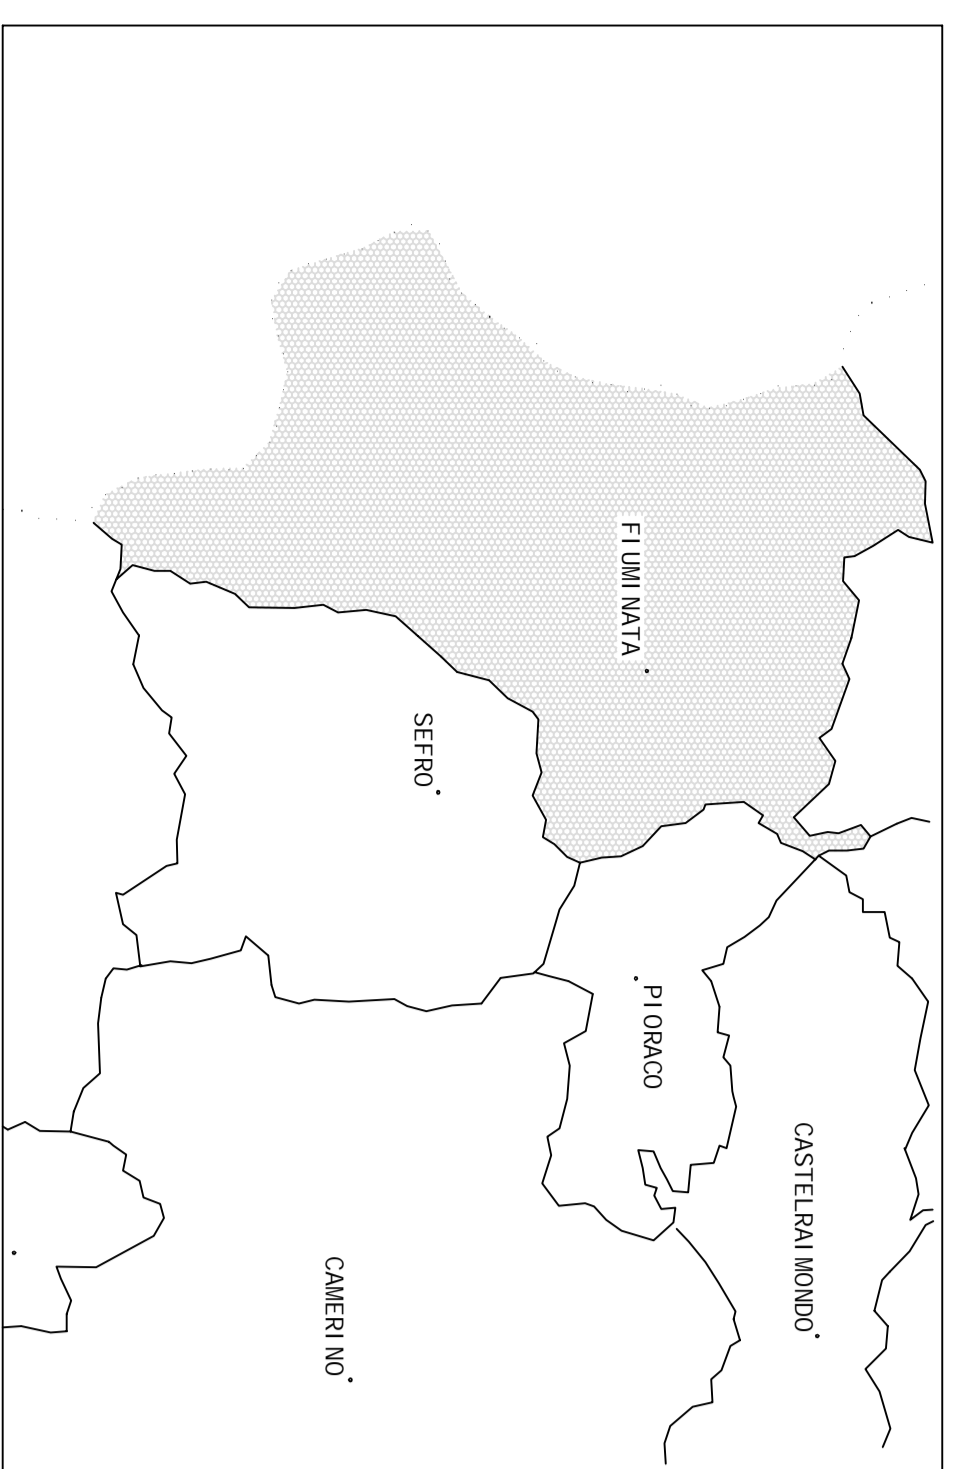 FIUMINATA
SEFRO
PIORACO
CASTELRAIMONDO
CAMERINO